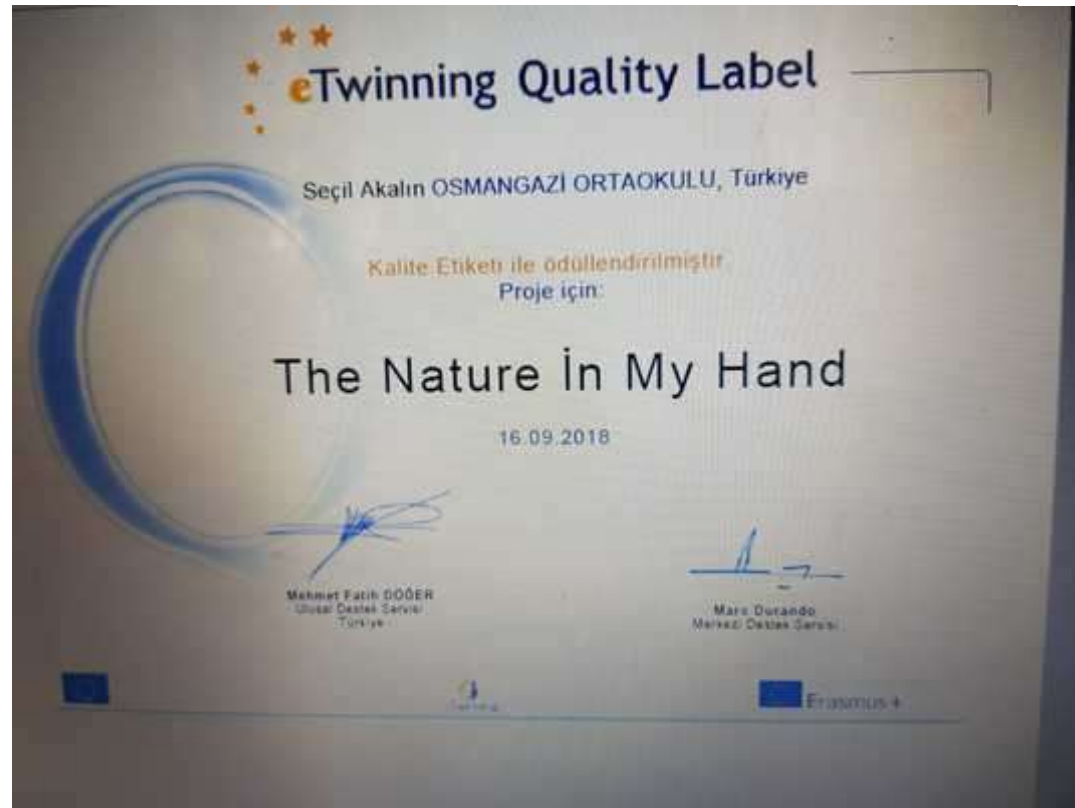 eTwinning Quality Label
Seçil Akalın OSMANGAZİ ORTAOKULU, Türkiye
Kalite Etiketi ile ödüllendirilmiştir
Proje için:
The Nature İn My Hand
16.09.2018
Mehmet Fatih DÖĞER
Ulusal Destek Servisi
Türkiye
Marc Durando
Merkezi Destek Servisi
Erasmus+